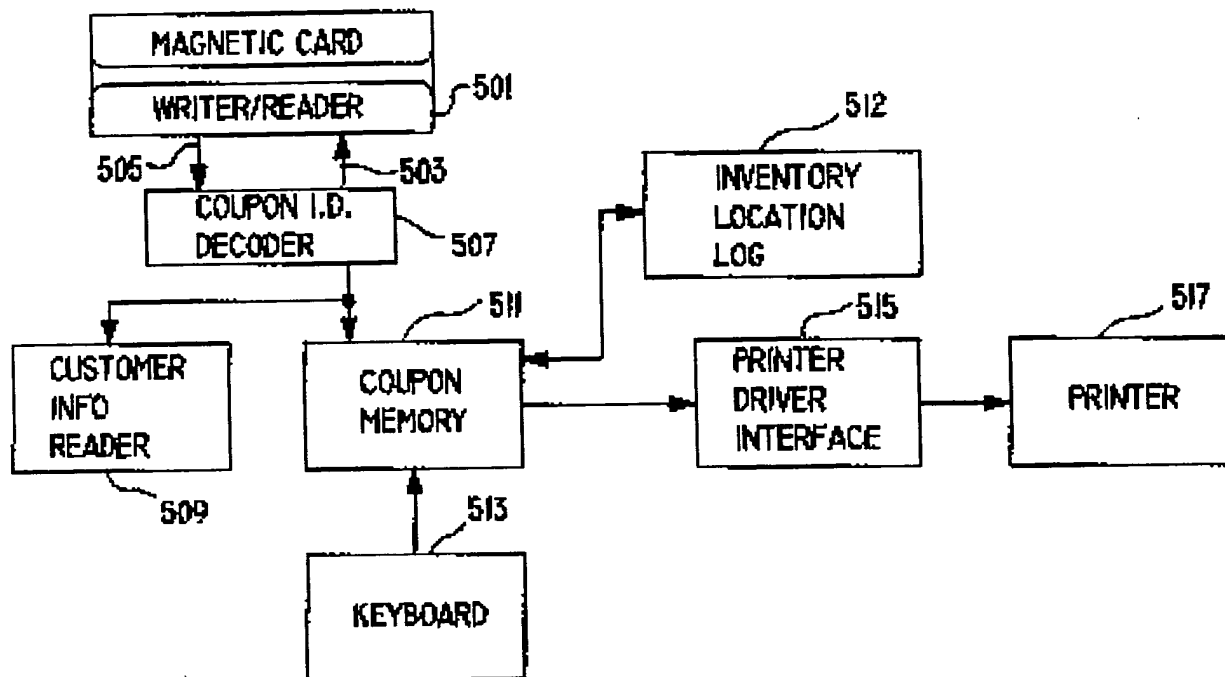 MAGNETIC CARD
WRITER/READER
501
505
503
COUPON I.D.
DECODER
507
512
INVENTORY
LOCATION
LOG
511
515
517
CUSTOMER
INFO
READER
509
COUPON
MEMORY
PRINTER
DRIVER
INTERFACE
PRINTER
513
KEYBOARD